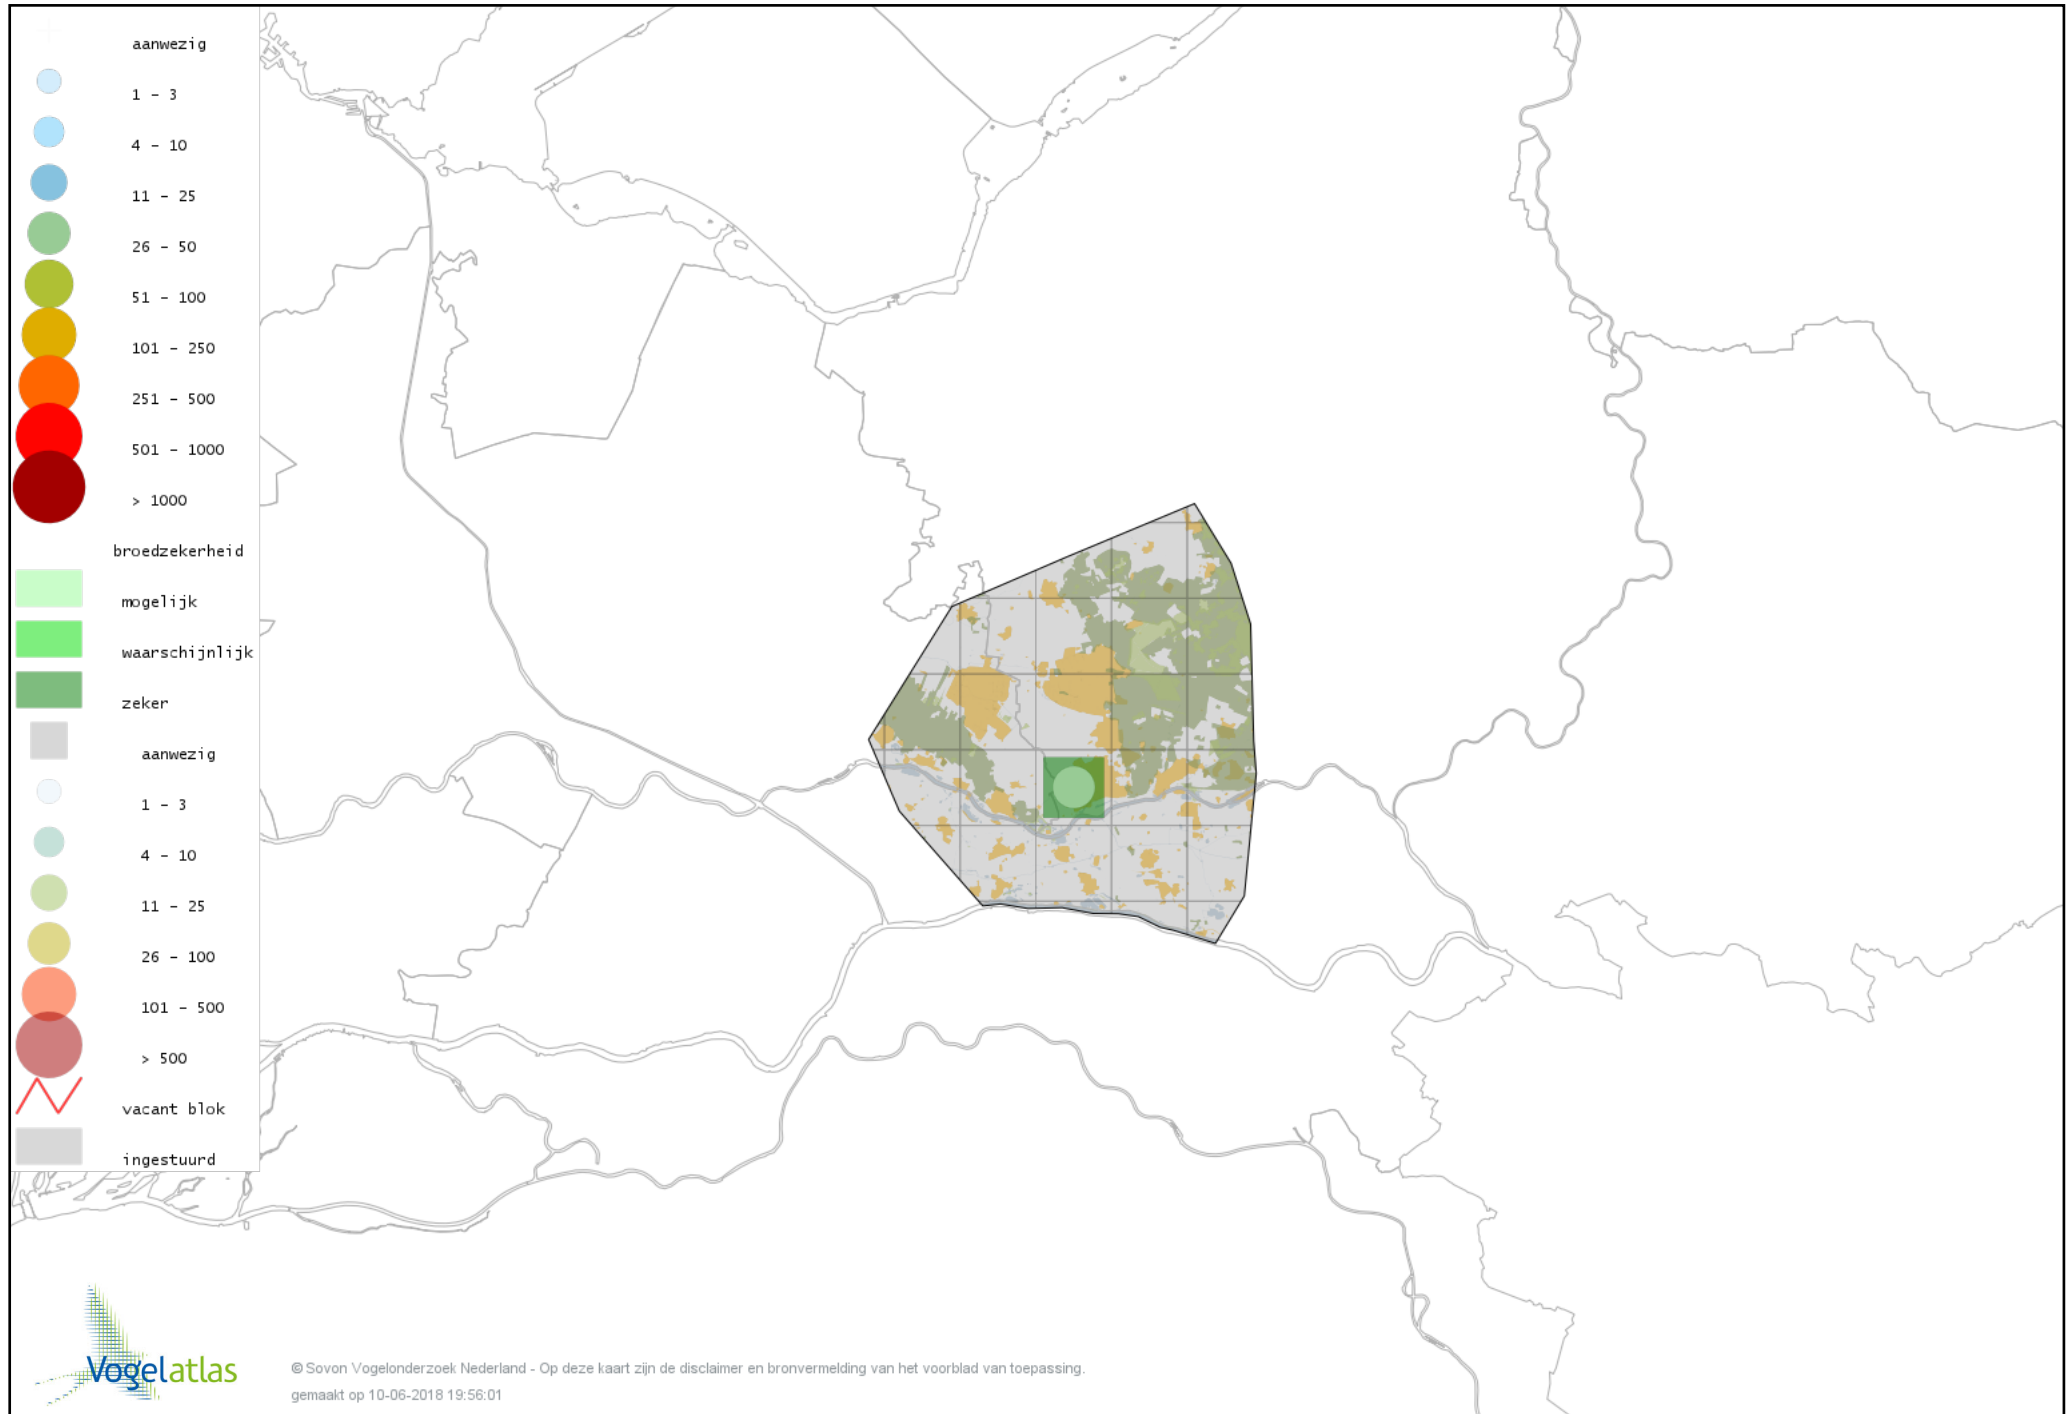 aanwezig
1 - 3
4 - 10
11 - 25
26 - 50
51 - 100
101 - 250
251 - 500
501 - 1000
> 1000
broedzekerheid
mogelijk
waarschijnlijk
zeker
aanwezig
1 - 3
4 - 10
11 - 25
26 - 100
101 - 500
> 500
vacant blok
ingestuurd
Vogelatlas
© Sovon Vogelonderzoek Nederland - Op deze kaart zijn de disclaimer en bronvermelding van het voorblad van toepassing.
gemaakt op 10-06-2018 19:56:01